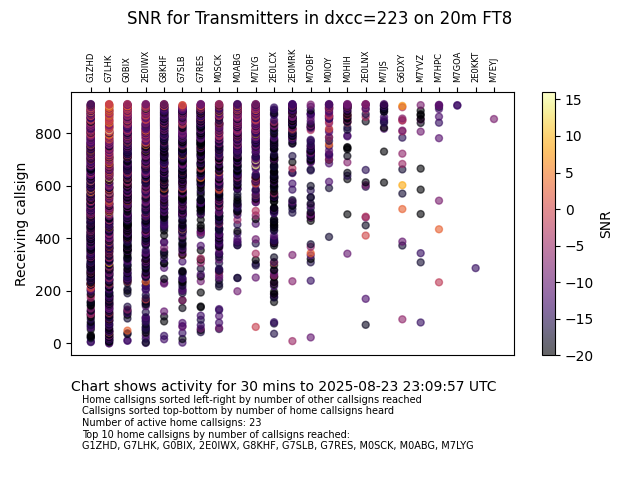 SNR for Transmitters in dxcc=223 on 20m FT8
G1ZHD G7LHK G0BIX 2E0IWX G8KHF G7SLB G7RES M0SCK M0ABG M7LYG 2E0LCX 2E0MRK M7OBF M0IOY M0HIH 2E0LNX M7IJS G6DXY M7YVZ M7HPC M7GOA 2E0KKT M7EYJ
800
600
400
200
0
Receiving callsign
15
10
5
0
−5
−10
−15
−20
SNR
Chart shows activity for 30 mins to 2025-08-23 23:09:57 UTC
Home callsigns sorted left-right by number of other callsigns reached
Callsigns sorted top-bottom by number of home callsigns heard
Number of active home callsigns: 23
Top 10 home callsigns by number of callsigns reached:
G1ZHD, G7LHK, G0BIX, 2E0IWX, G8KHF, G7SLB, G7RES, M0SCK, M0ABG, M7LYG